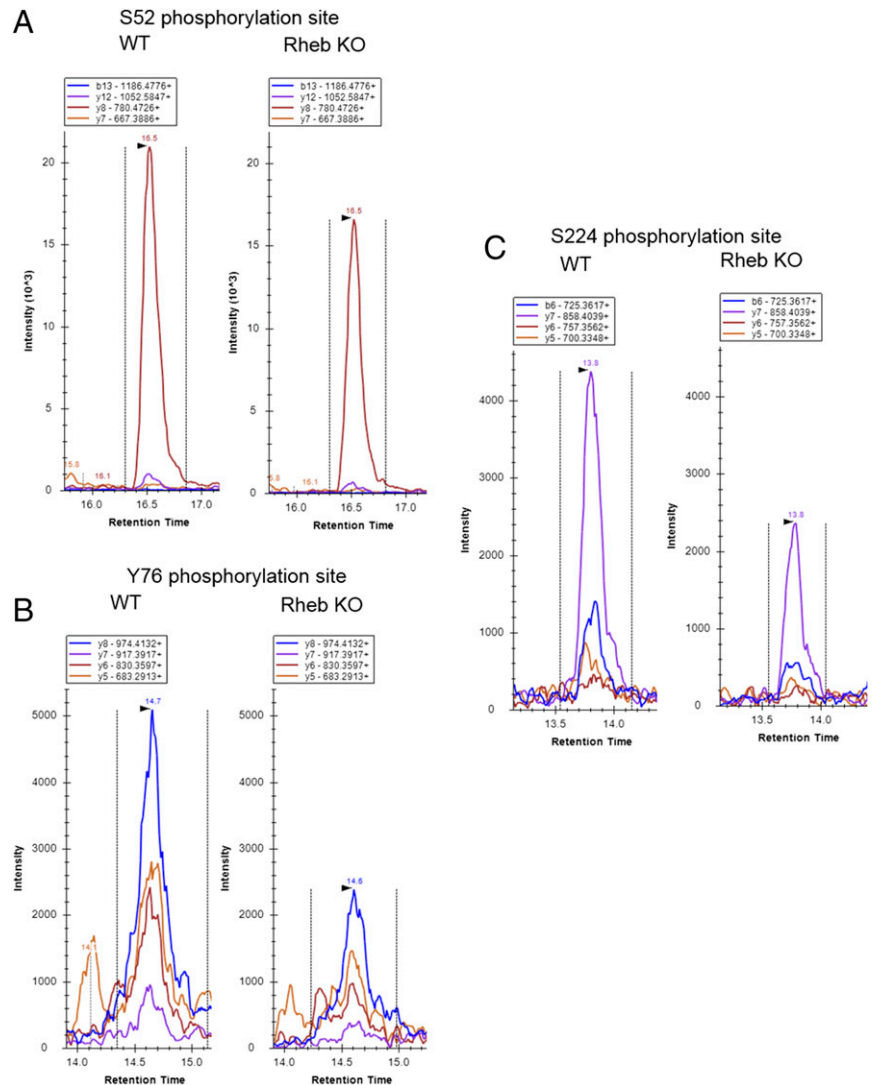 A
S52 phosphorylation site
WT
Rheb KO
b13 - 1186.4776+
y12 - 1052.5847+
y8 - 780.4726+
y7 - 667.3886+
b13 - 1186.4776+
y12 - 1052.5847+
y8 - 780.4726+
y7 - 667.3886+
16.5
16.5
20
15
10
5
0
20
15
10
5
0
Intensity (10^3)
Intensity (10^3)
15.8
16.1
5.8
16.1
16.0
16.5
17.0
16.0
16.5
17.0
Retention Time
Retention Time
B
Y76 phosphorylation site
WT
Rheb KO
y8 - 974.4132+
y7 - 917.3917+
y6 - 830.3597+
y5 - 683.2913+
y8 - 974.4132+
y7 - 917.3917+
y6 - 830.3597+
y5 - 683.2913+
14.7
14.6
14.1
5000
4000
3000
2000
1000
0
5000
4000
3000
2000
1000
0
Intensity
Intensity
14.0
14.5
15.0
14.0
14.5
15.0
Retention Time
Retention Time
C
S224 phosphorylation site
WT
Rheb KO
b6 - 725.3617+
y7 - 858.4039+
y6 - 757.3562+
y5 - 700.3348+
b6 - 725.3617+
y7 - 858.4039+
y6 - 757.3562+
y5 - 700.3348+
13.8
13.8
4000
3000
2000
1000
0
4000
3000
2000
1000
0
Intensity
Intensity
13.5
14.0
13.5
14.0
Retention Time
Retention Time